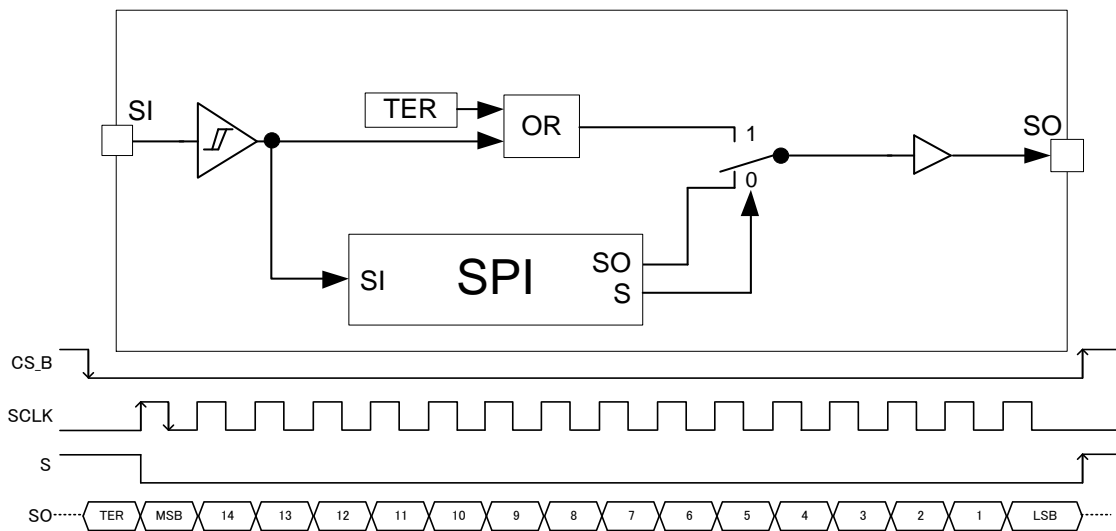 SI
SO
TER
OR
1
0
SI
SPI
SO
S
CS_B
SCLK
S
SO TER MSB 14 13 12 11 10 9 8 7 6 5 4 3 2 1 LSB